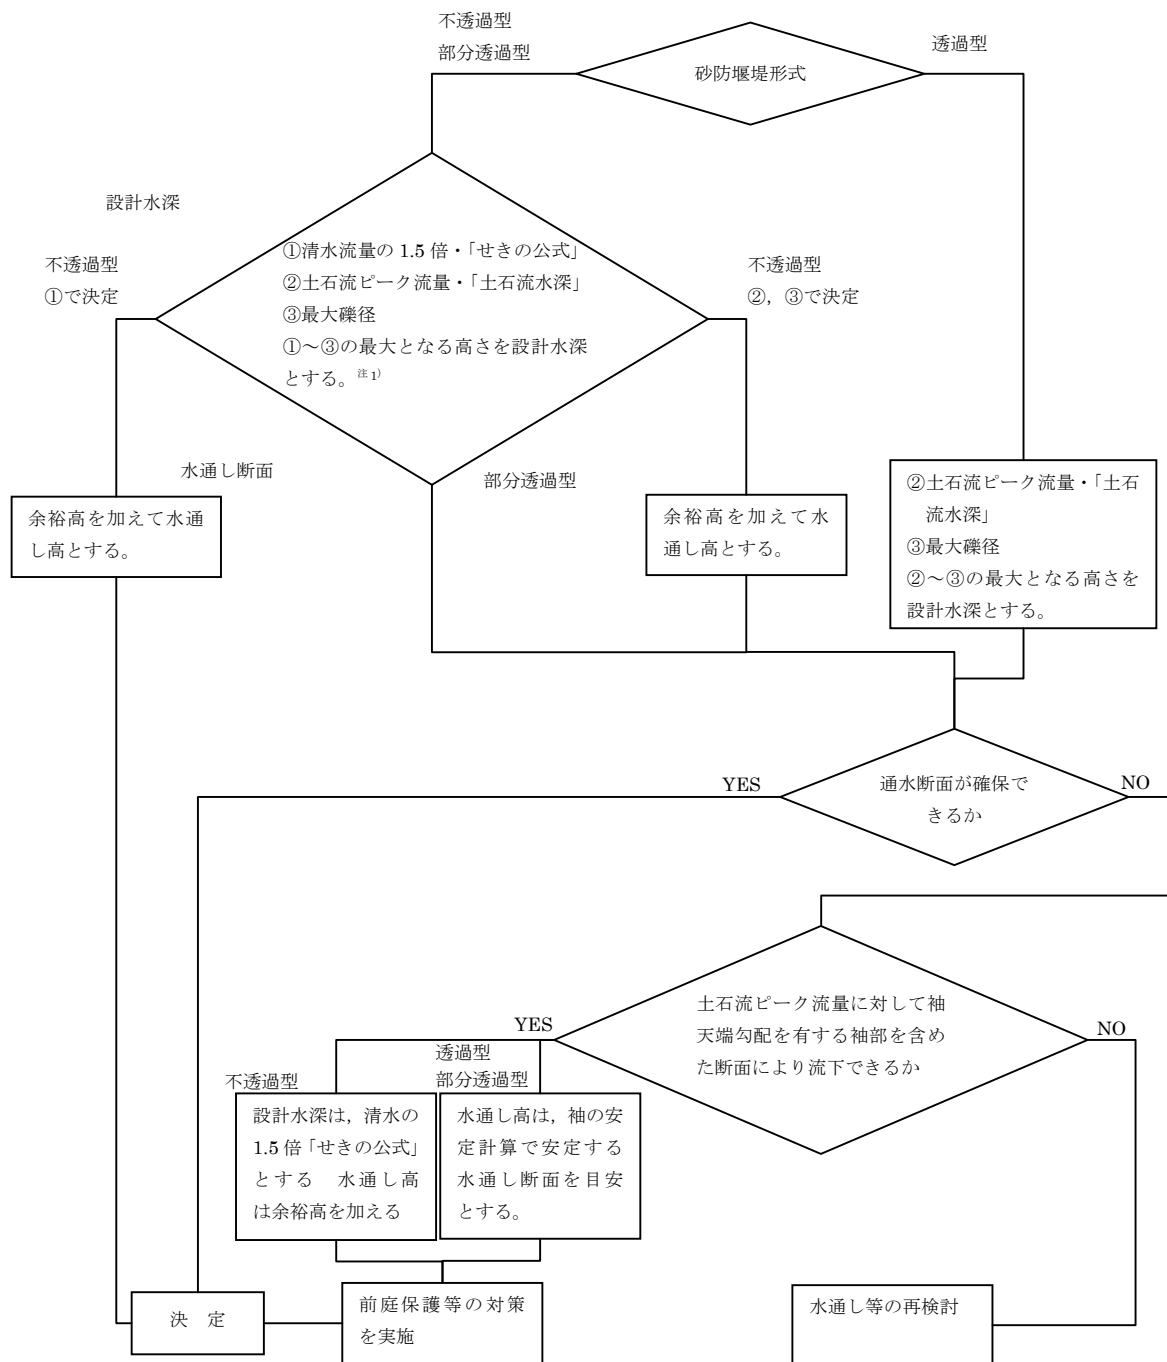 不透過型
部分透過型
砂防堰堤形式
透過型
設計水深
不透過型
①で決定
①清水流量の 1.5 倍・「せきの公式」
②土石流ピーク流量・「土石流水深」
③最大礫径
①～③の最大となる高さを設計水深
とする。注 1)
不透過型
②，③で決定
水通し断面
部分透過型
余裕高を加えて水通
し高とする。
余裕高を加えて水
通し高とする。
②土石流ピーク流量・「土石
流水深」
③最大礫径
②～③の最大となる高さを
設計水深とする。
YES
通水断面が確保で
きるか
NO
土石流ピーク流量に対して袖
天端勾配を有する袖部を含め
た断面により流下できるか
YES
NO
透過型
部分透過型
不透過型
設計水深は，清水の
1.5 倍「せきの公式」
とする　水通し高
は余裕高を加える
水通し高は，袖の安
定計算で安定する
水通し断面を目安
とする。
決　定
前庭保護等の対策
を実施
水通し等の再検討